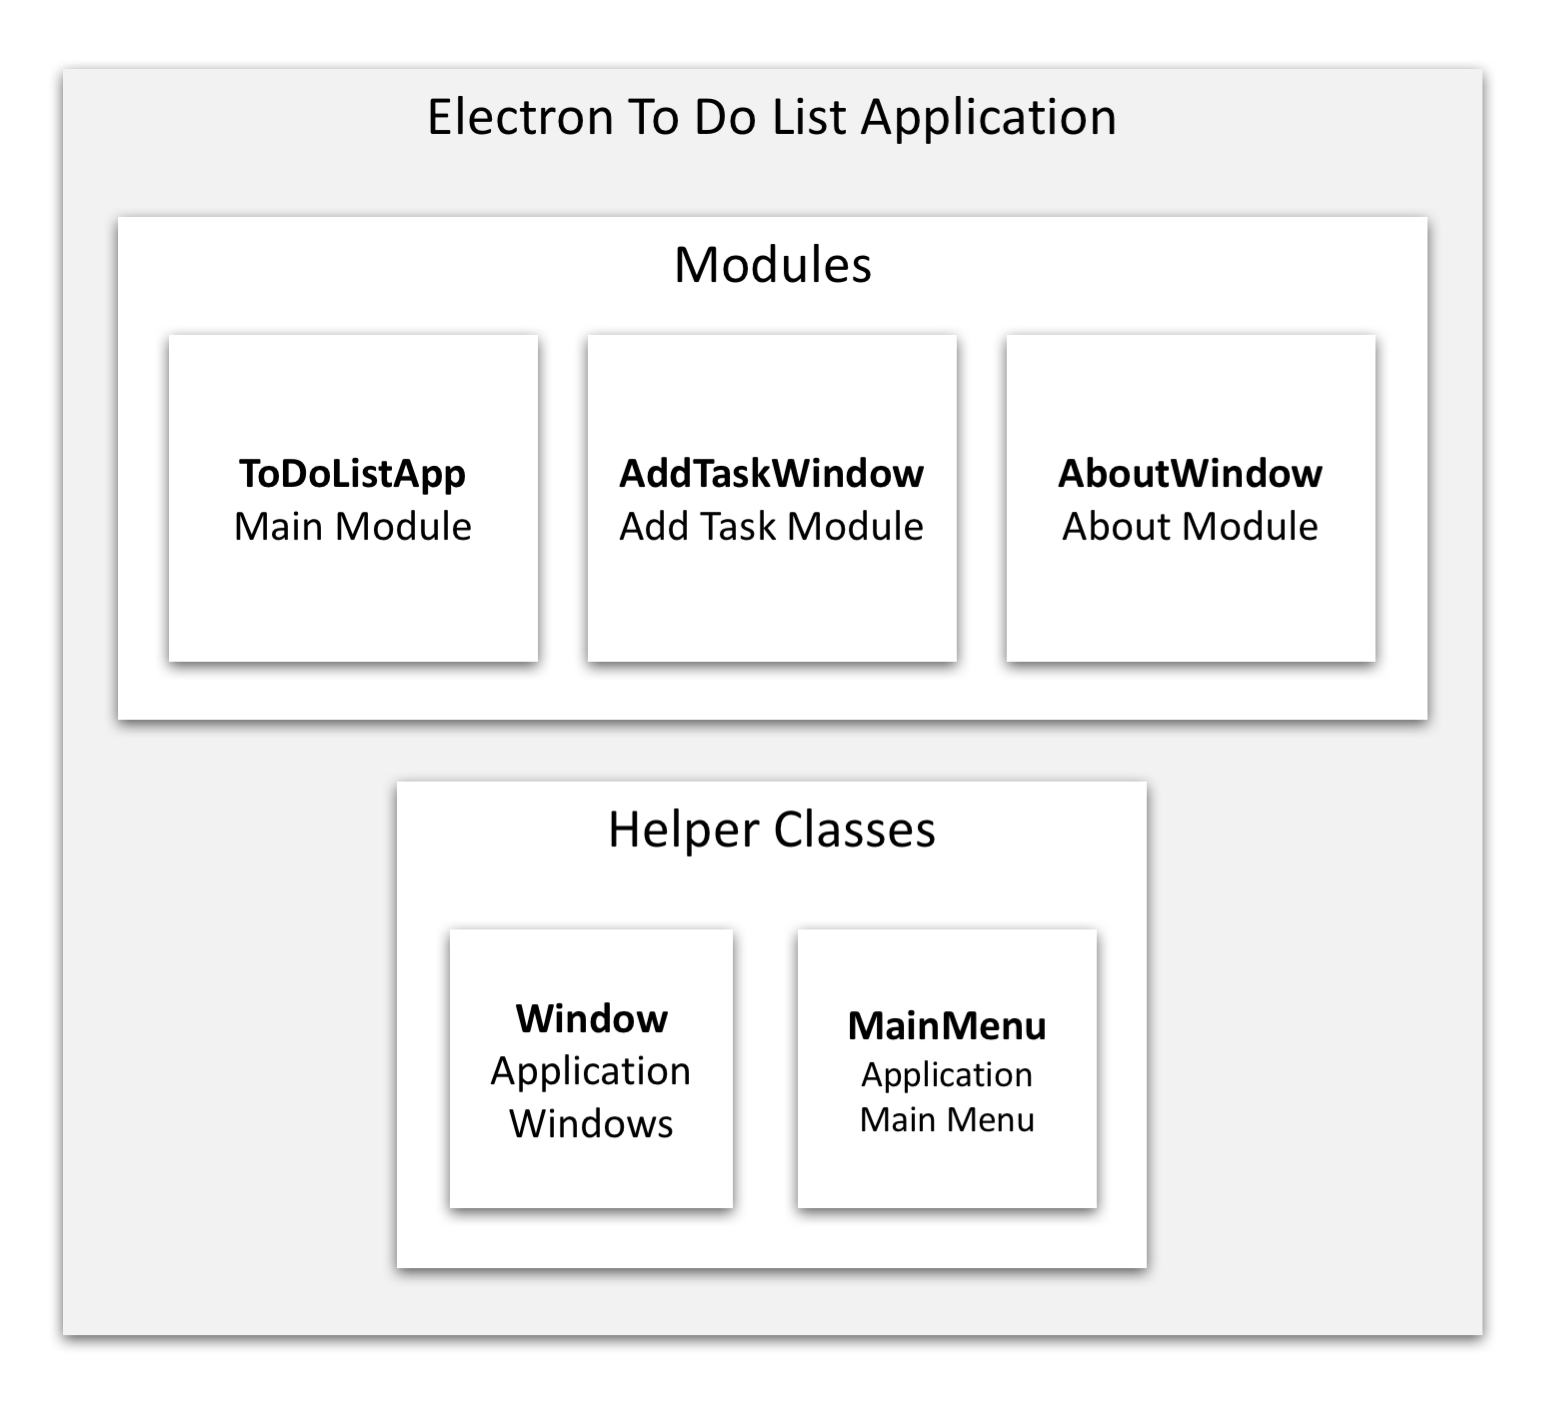 Electron To Do List Application
Modules
ToDoListApp
Main Module
AddTaskWindow
Add Task Module
AboutWindow
About Module
Helper Classes
Window
Application
Windows
MainMenu
Application
Main Menu